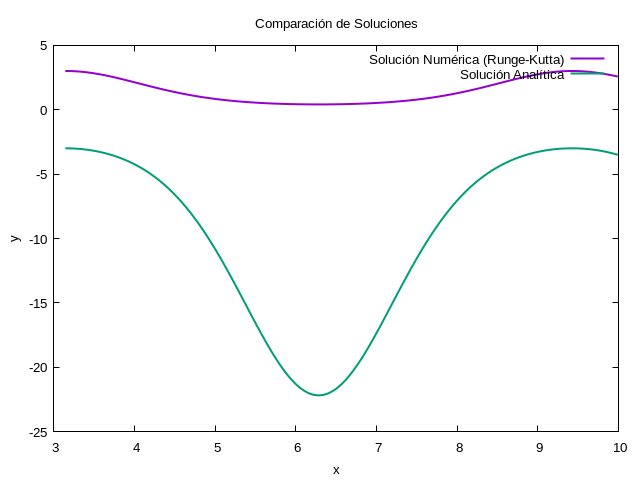 Comparación de Soluciones
Solución Numérica (Runge-Kutta)
Solución Analítica
5
0
-5
-10
-15
-20
-25
y
3 4 5 6 7 8 9 10
x